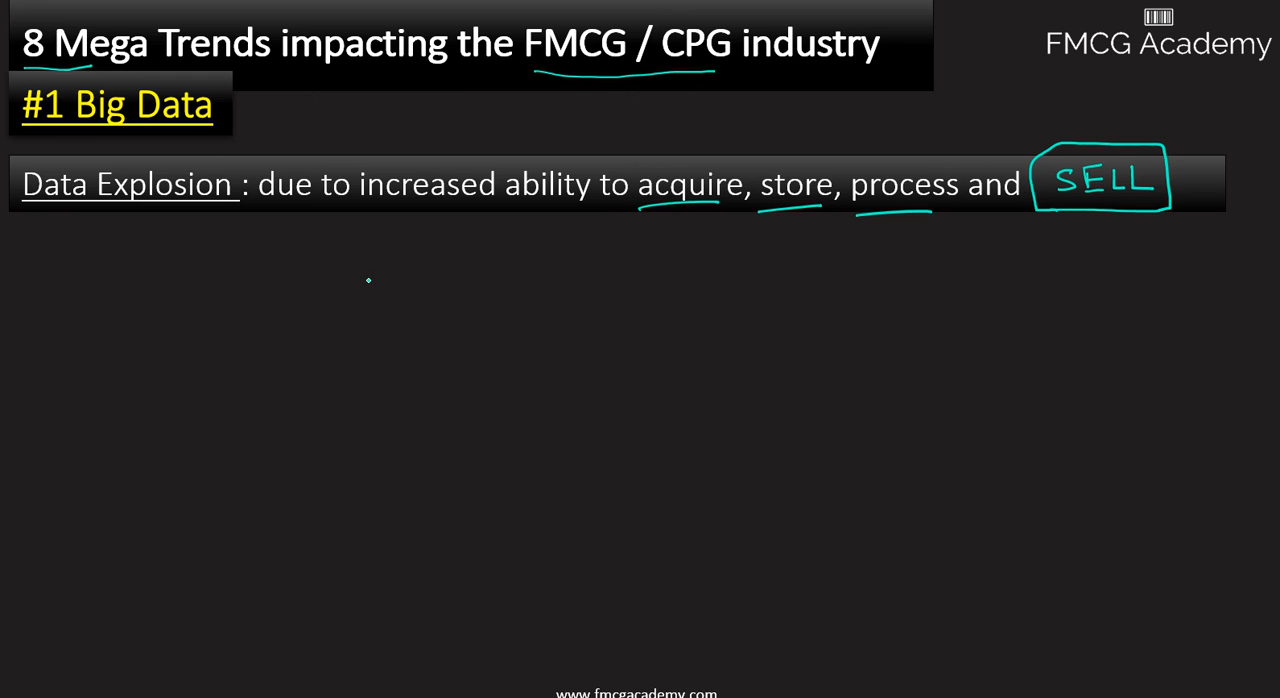 8 Mega Trends impacting the FMCG / CPG industry
FMCG Academy
#1 Big Data
Data Explosion : due to increased ability to acquire, store, process and SELL
www.fmcgacademy.com